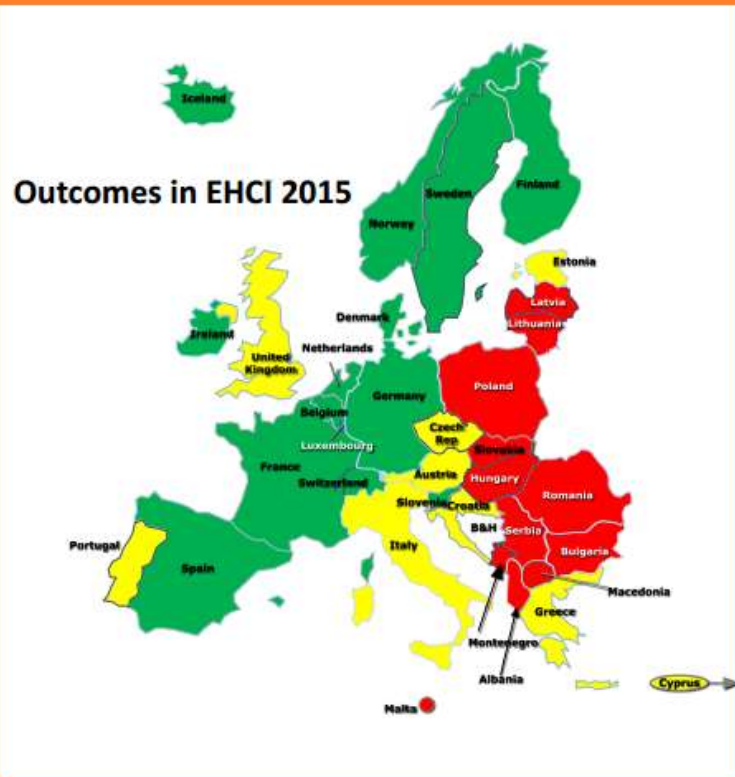 Iceland
Outcomes in EHCI 2015
Sweden
Finland
Norway
Estonia
Latvia
Lithuania
Denmark
Ireland
Netherlands
United
Kingdom
Poland
Germany
Belgium
Czech
Rep
Luxembourg
Slovakia
France
Austria
Hungary
Switzerland
Romania
Slovenia
Croatia
B&H
Serbia
Portugal
Italy
Bulgaria
Spain
Macedonia
Greece
Montenegro
Albania
Cyprus
Malta